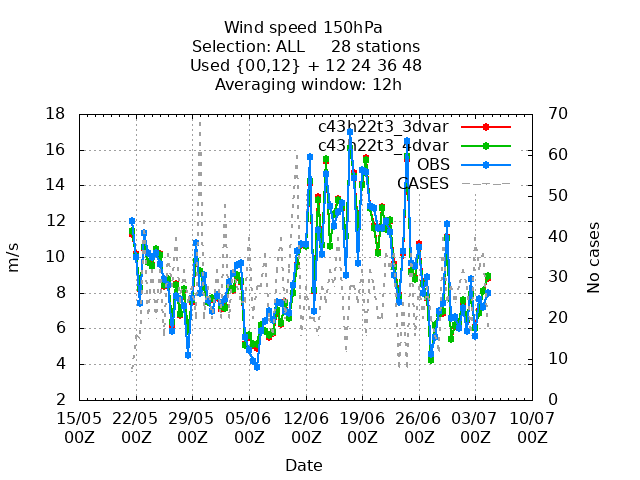 Wind speed 150hPa
Selection: ALL 28 stations
Used {00,12} + 12 24 36 48
Averaging window: 12h
18 70
16 60
14 50
12 40
10 30
8 20
6 10
4 0
2
c43h22t3_3dvar
c43h22t3_4dvar
OBS
CASES
m/s
No cases
15/05 22/05 29/05 05/06 12/06 19/06 26/06 03/07 10/07
00Z 00Z 00Z 00Z 00Z 00Z 00Z 00Z 00Z
Date